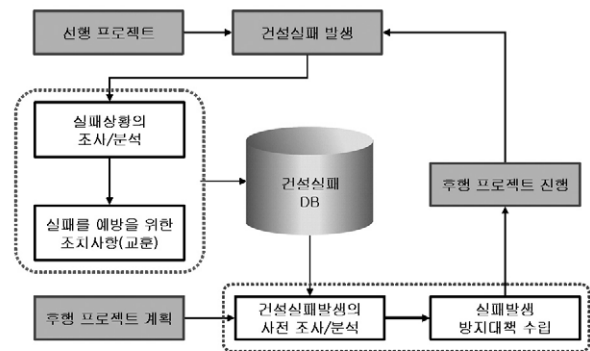 선행 프로젝트
건설실패 발생
실패상황의
조사/분석
건설실패
DB
후행 프로젝트 진행
실패를 예방을 위한
조치사항(교훈)
후행 프로젝트 계획
건설실패발생의
사전 조사/분석
실패발생
방지대책 수립